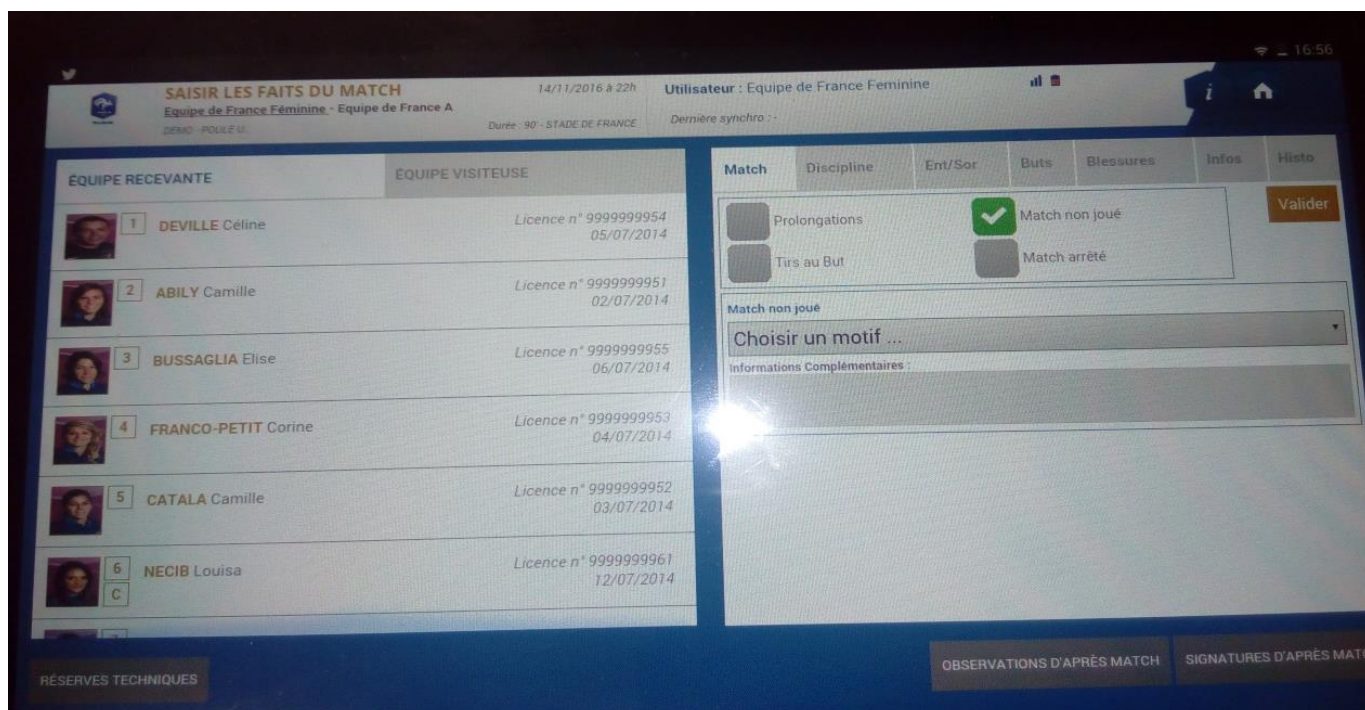 16:56
SAISIR LES FAITS DU MATCH
14/11/2016 à 22h
Utilisateur : Equipe de France Feminine
Equipe de France Féminine - Equipe de France A
DEMO - POULE U..
Durée : 90' - STADE DE FRANCE
Dernière synchro : -
i
ÉQUIPE RECEVANTE
ÉQUIPE VISITEUSE
1 DEVILLE Céline
Licence n° 9999999954
05/07/2014
2 ABILY Camille
Licence n° 9999999951
02/07/2014
3 BUSSAGLIA Elise
Licence n° 9999999955
06/07/2014
4 FRANCO-PETIT Corine
Licence n° 9999999953
04/07/2014
5 CATALA Camille
Licence n° 9999999952
03/07/2014
6 NECIB Louisa
C
Licence n° 9999999961
12/07/2014
Match Discipline Ent/Sor Buts Blessures Infos Histo
Prolongations
Match non joué
Valider
Tirs au But
Match arrêté
Match non joué
Choisir un motif ...
Informations Complémentaires :
RÉSERVES TECHNIQUES
OBSERVATIONS D'APRÈS MATCH
SIGNATURES D'APRÈS MAT